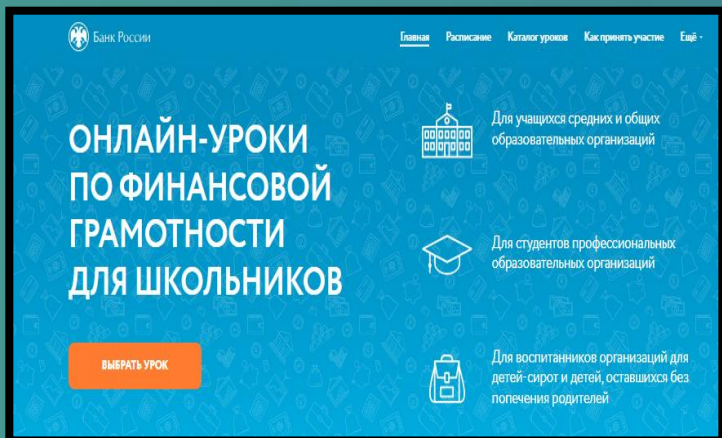 Банк России
Главная Расписание Каталог уроков Как принять участие Ещё
ОНЛАЙН-УРОКИ
ПО ФИНАНСОВОЙ
ГРАМОТНОСТИ
ДЛЯ ШКОЛЬНИКОВ
ВЫБРАТЬ УРОК
Для учащихся средних и общих
образовательных организаций
Для студентов профессиональных
образовательных организаций
Для воспитанников организаций для
детей-сирот и детей, оставшихся без
попечения родителей